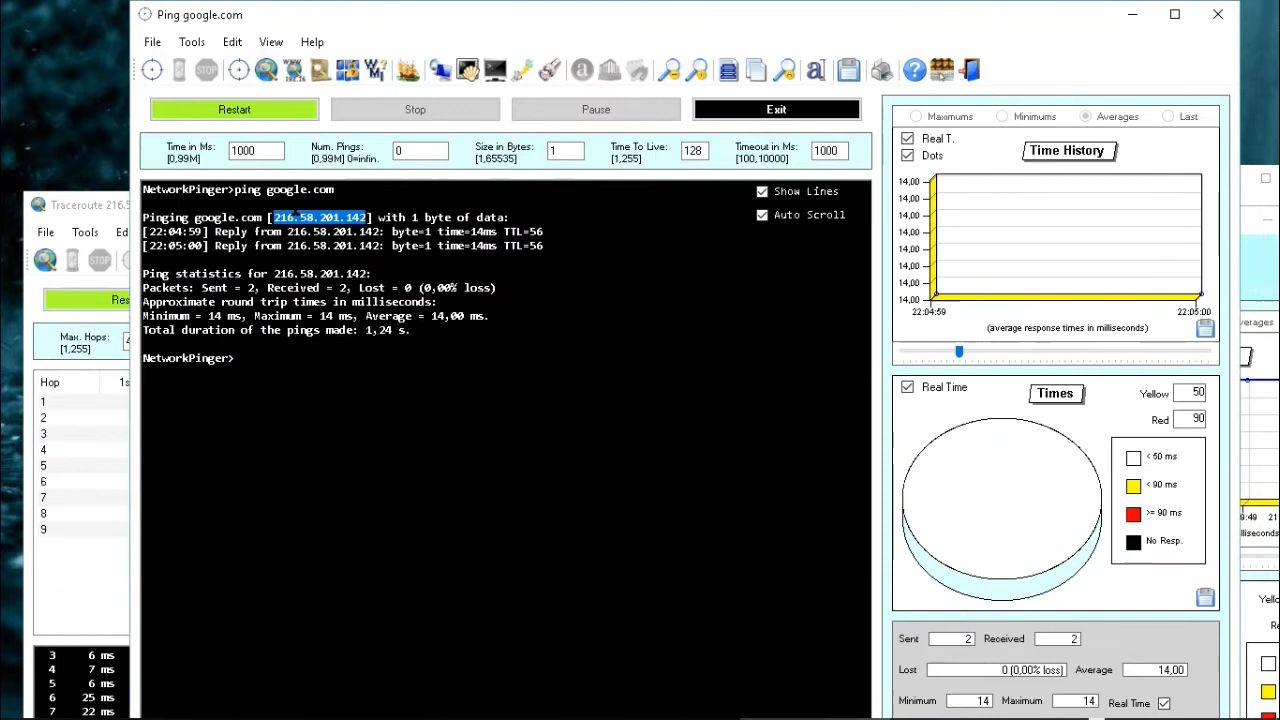 Ping google.com
File Tools Edit View Help
Restart Stop Pause Exit
Time in Ms: [0,99M] 1000 Num. Pings: [0,99M] 0=infin. 0 Size in Bytes: [1,65535] 1 Time To Live: [1,255] 128 Timeout in Ms: [100,10000] 1000
NetworkPinger>ping google.com
Show Lines
Auto Scroll
Pinging google.com [216.58.201.142] with 1 byte of data:
[22:04:59] Reply from 216.58.201.142: byte=1 time=14ms TTL=56
[22:05:00] Reply from 216.58.201.142: byte=1 time=14ms TTL=56
Ping statistics for 216.58.201.142:
Packets: Sent = 2, Received = 2, Lost = 0 (0,00% loss)
Approximate round trip times in milliseconds:
Minimum = 14 ms, Maximum = 14 ms, Average = 14,00 ms.
Total duration of the pings made: 1,24 s.
NetworkPinger>
Maximums Minimums Averages Last
Real T.
Dots
Time History
14,00
14,00
14,00
14,00
14,00
14,00
14,00
14,00
22:04:59 22:05:00
(average response times in milliseconds)
Real Time
Times
Yellow 50
Red 90
< 50 ms
< 90 ms
>= 90 ms
No Resp.
Sent 2 Received 2
Lost 0 (0,00% loss) Average 14,00
Minimum 14 Maximum 14 Real Time
Traceroute 216.5
File Tools
STOP
Res
Max. Hops: [1,255]
Hop 1s
1
2
3
4
5
6
7
8
9
3 6 ms
4 7 ms
5 6 ms
6 25 ms
7 22 ms
verages
9:49 21
illiseconds)
Yello
Re